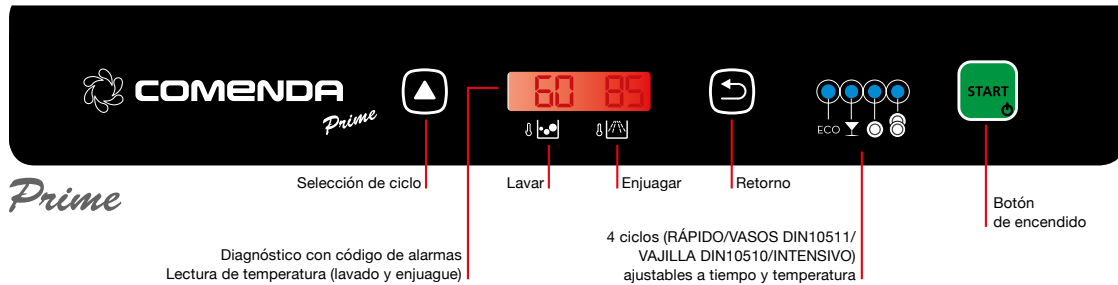 COMENDA
Prime
60 85
ECO
START
Prime
Selección de ciclo
Lavar
Enjuagar
Retorno
Botón
de encendido
Diagnóstico con código de alarmas
Lectura de temperatura (lavado y enjuague)
4 ciclos (RÁPIDO/VASOS DIN10511/
VAJILLA DIN10510/INTENSIVO)
ajustables a tiempo y temperatura